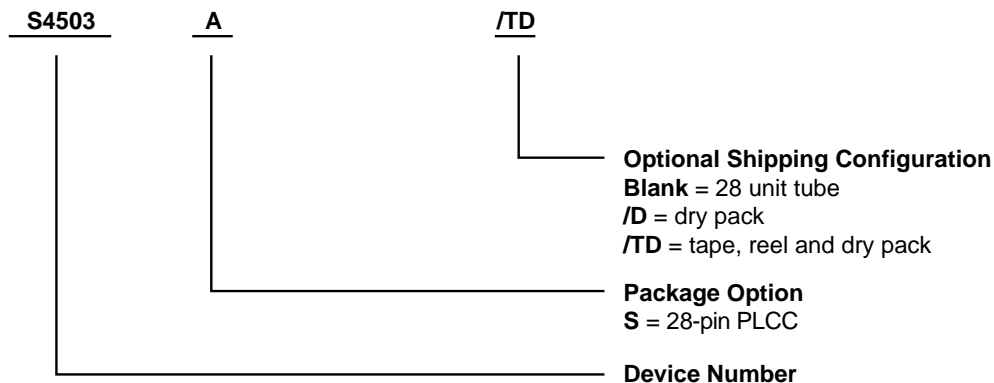 S4503 A /TD
Optional Shipping Configuration
Blank = 28 unit tube
/D = dry pack
/TD = tape, reel and dry pack
Package Option
S = 28-pin PLCC
Device Number